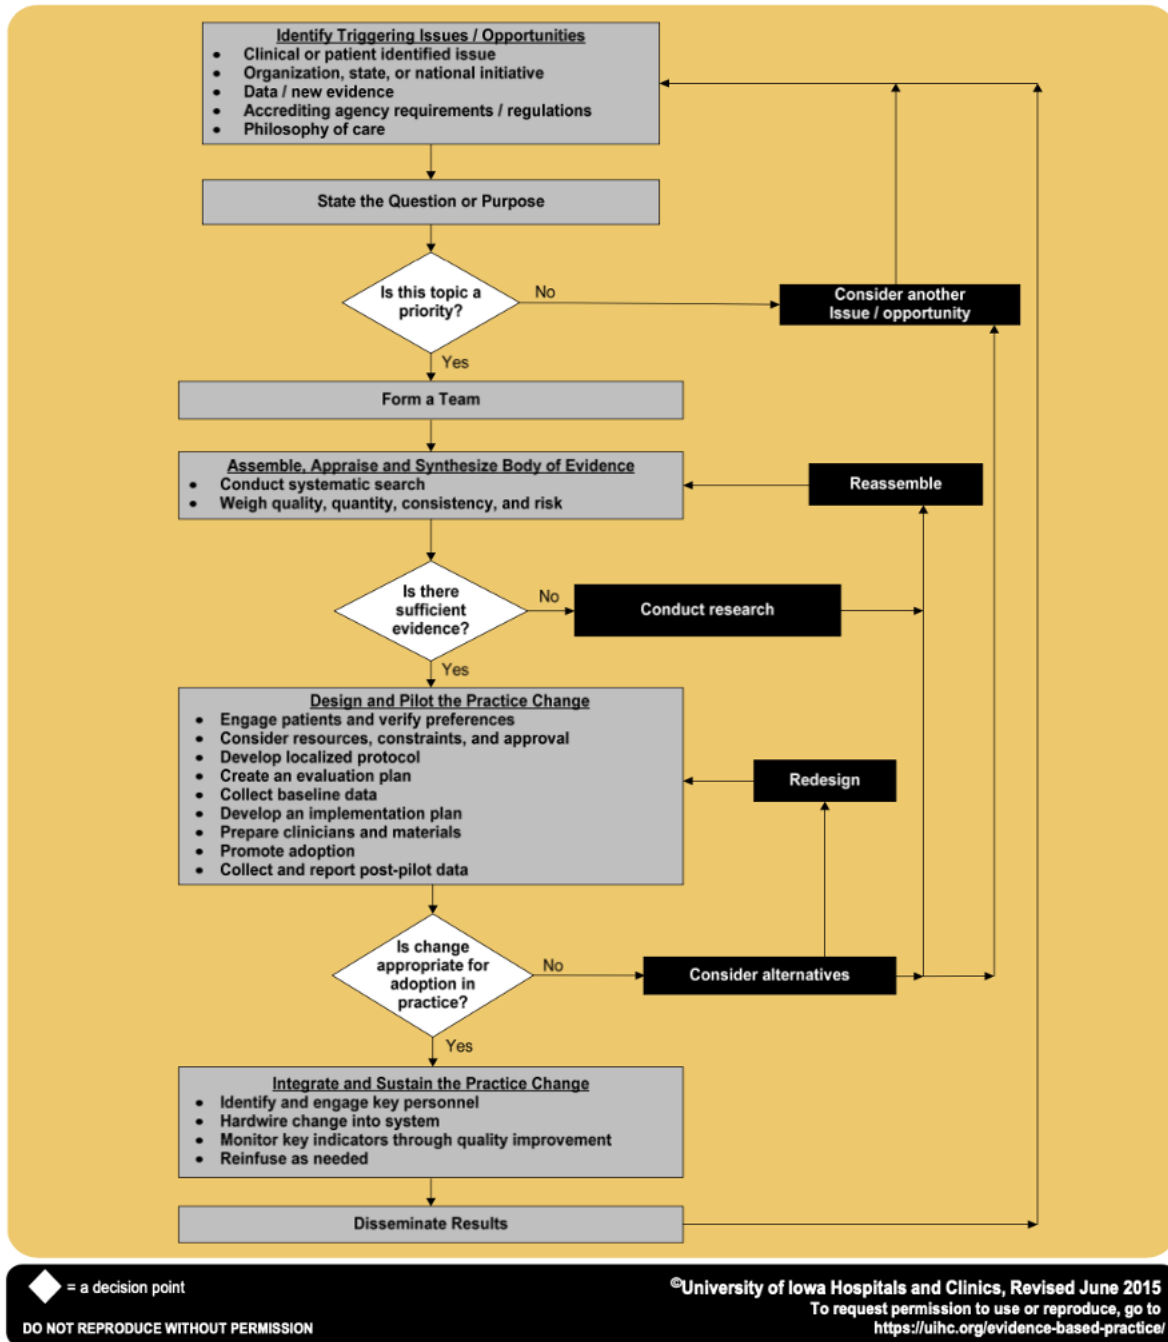 Identify Triggering Issues / Opportunities
• Clinical or patient identified issue
• Organization, state, or national initiative
• Data / new evidence
• Accrediting agency requirements / regulations
• Philosophy of care
State the Question or Purpose
Is this topic a
priority?
No
Consider another
Issue / opportunity
Yes
Form a Team
Assemble, Appraise and Synthesize Body of Evidence
• Conduct systematic search
• Weigh quality, quantity, consistency, and risk
Reassemble
Is there
sufficient
evidence?
No
Conduct research
Yes
Design and Pilot the Practice Change
• Engage patients and verify preferences
• Consider resources, constraints, and approval
• Develop localized protocol
• Create an evaluation plan
• Collect baseline data
• Develop an implementation plan
• Prepare clinicians and materials
• Promote adoption
• Collect and report post-pilot data
Redesign
Is change
appropriate for
adoption in
practice?
No
Consider alternatives
Yes
Integrate and Sustain the Practice Change
• Identify and engage key personnel
• Hardwire change into system
• Monitor key indicators through quality improvement
• Reinfuse as needed
Disseminate Results
= a decision point
DO NOT REPRODUCE WITHOUT PERMISSION
©University of Iowa Hospitals and Clinics, Revised June 2015
To request permission to use or reproduce, go to
https://uihc.org/evidence-based-practice/